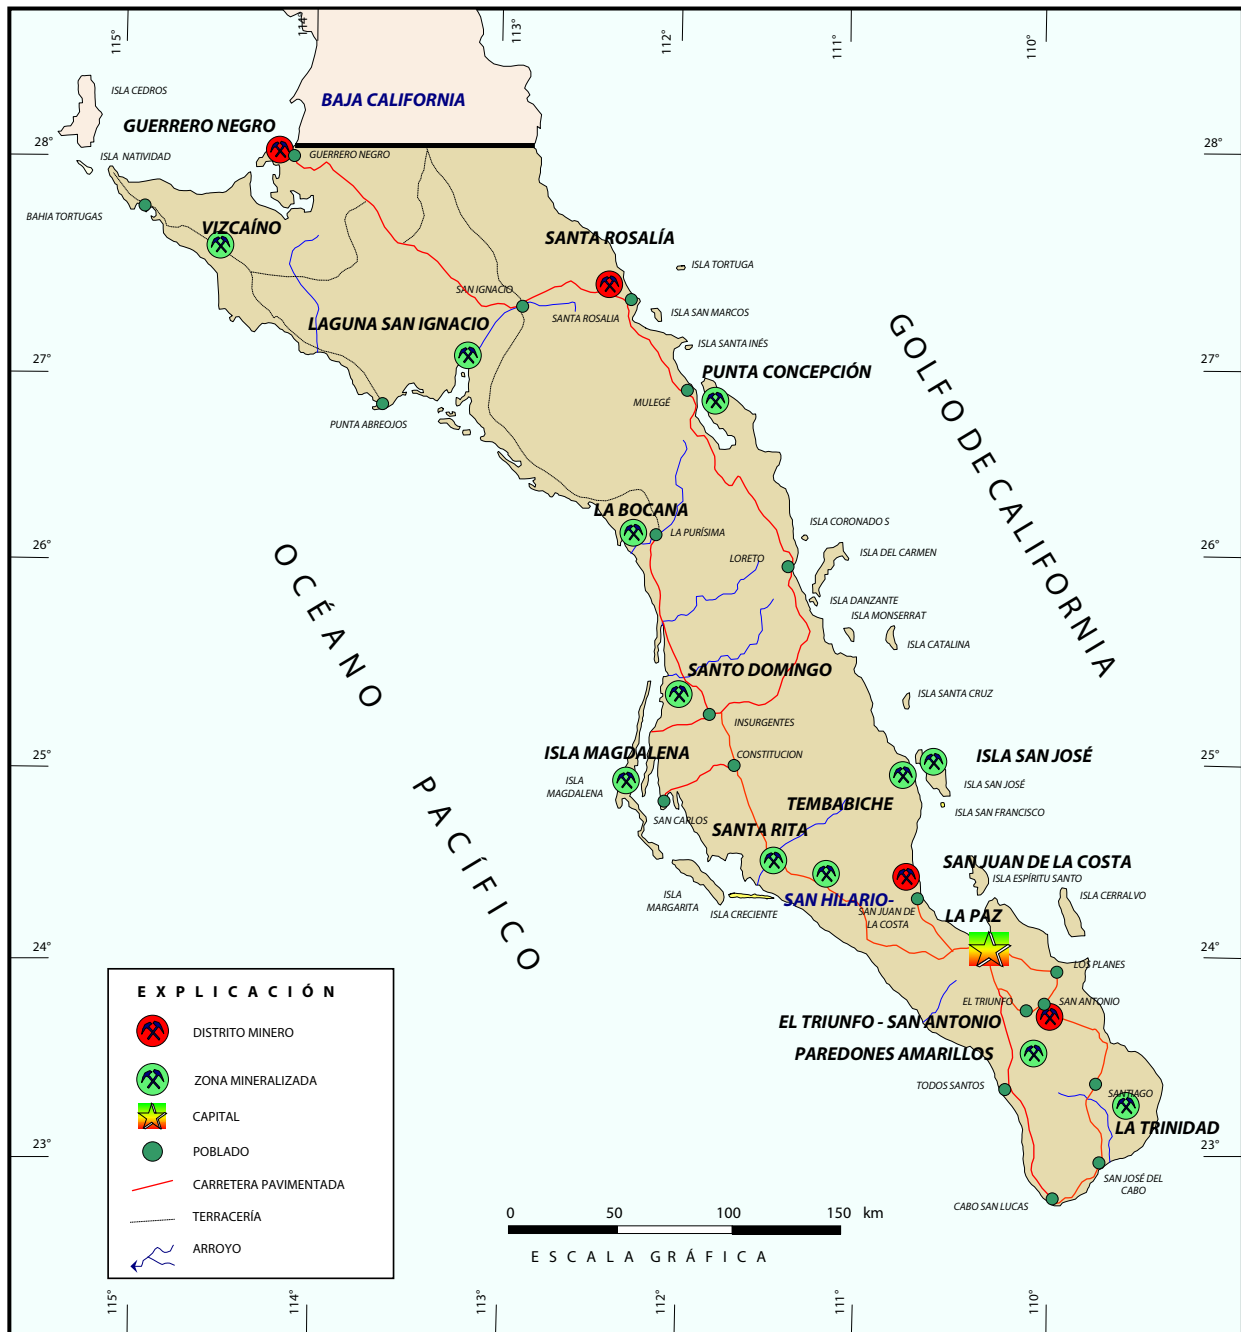 115°
114°
113°
112°
111°
110°
ISLA CEDROS
BAJA CALIFORNIA
GUERRERO NEGRO
28°
28°
ISLA NATIVIDAD
GUERRERO NEGRO
BAHIA TORTUGAS
VIZCAÍNO
SANTA ROSALÍA
ISLA TORTUGA
SAN IGNACIO
LAGUNA SAN IGNACIO
SANTA ROSALIA
ISLA SAN MARCOS
ISLA SANTA INÉS
27°
27°
PUNTA CONCEPCIÓN
MULEGÉ
PUNTA ABREOJOS
GOLFO DE CALIFORNIA
LA BOCANA
LA PURÍSIMA
ISLA CORONADO S
26°
26°
LORETO
ISLA DEL CARMEN
ISLA DANZANTE
ISLA MONSERRAT
ISLA CATALINA
OCÉANO PACÍFICO
SANTO DOMINGO
ISLA SANTA CRUZ
INSURGENTES
25°
25°
ISLA MAGDALENA
CONSTITUCION
ISLA SAN JOSÉ
ISLA
MAGDALENA
ISLA SAN JOSÉ
TEMBABICHE
ISLA SAN FRANCISCO
SAN CARLOS
SANTA RITA
SAN JUAN DE LA COSTA
ISLA ESPÍRITU SANTO
ISLA
MARGARITA
SAN HILARIO-
ISLA CERRALVO
ISLA CRECIENTE
SAN JUAN DE
LA COSTA
LA PAZ
24°
24°
LOS PLANES
EL TRIUNFO
SAN ANTONIO
EL TRIUNFO - SAN ANTONIO
PAREDONES AMARILLOS
TODOS SANTOS
SANTIAGO
LA TRINIDAD
23°
23°
SAN JOSÉ DEL
CABO
CABO SAN LUCAS
EXPLICACIÓN
DISTRITO MINERO
ZONA MINERALIZADA
CAPITAL
POBLADO
CARRETERA PAVIMENTADA
TERRACERÍA
ARROYO
0 50 100 150 km
ESCALA GRÁFICA
115°
114°
113°
112°
111°
110°